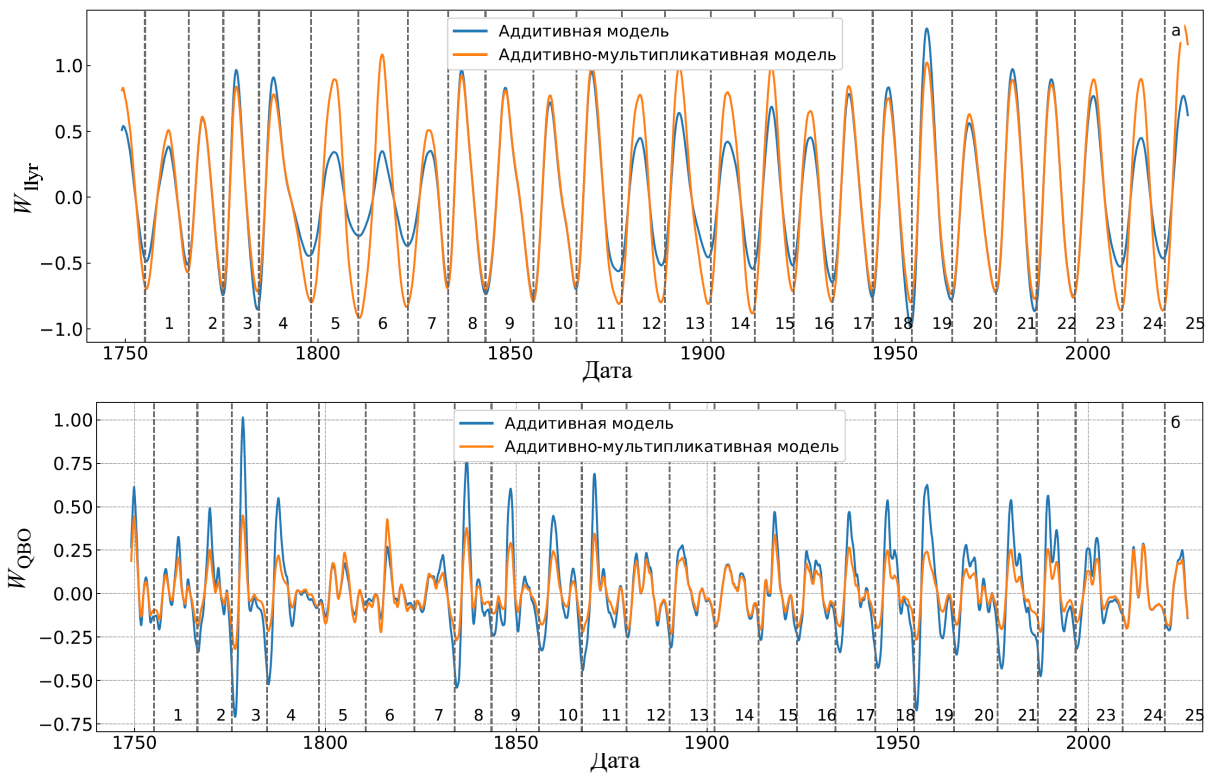 Аддитивная модель
Аддитивно-мультипликативная модель
а
1.0
0.5
0.0
−0.5
−1.0
W11yr
1 2 3 4 5 6 7 8 9 10 11 12 13 14 15 16 17 18 19 20 21 22 23 24 25
1750 1800 1850 1900 1950 2000
Дата
Аддитивная модель
Аддитивно-мультипликативная модель
б
1.00
0.75
0.50
0.25
0.00
−0.25
−0.50
−0.75
WQBO
1 2 3 4 5 6 7 8 9 10 11 12 13 14 15 16 17 18 19 20 21 22 23 24 25
1750 1800 1850 1900 1950 2000
Дата